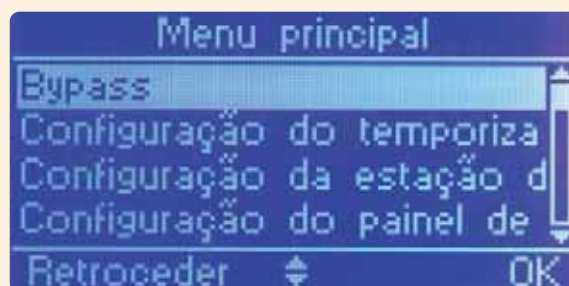 Menu principal
Bypass
Configuração do temporiza
Configuração da estação d
Configuração do painel de
Retroceder OK